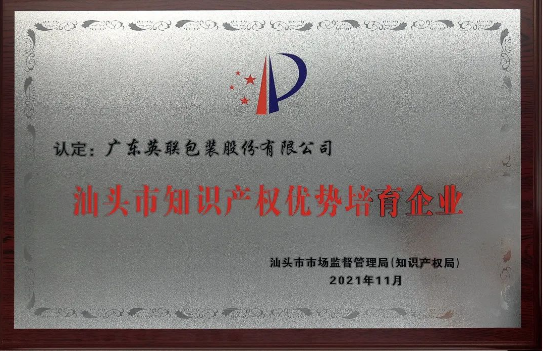 认定：广东英联包装股份有限公司
汕头市知识产权优势培育企业
汕头市市场监督管理局(知识产权局)
2021年11月